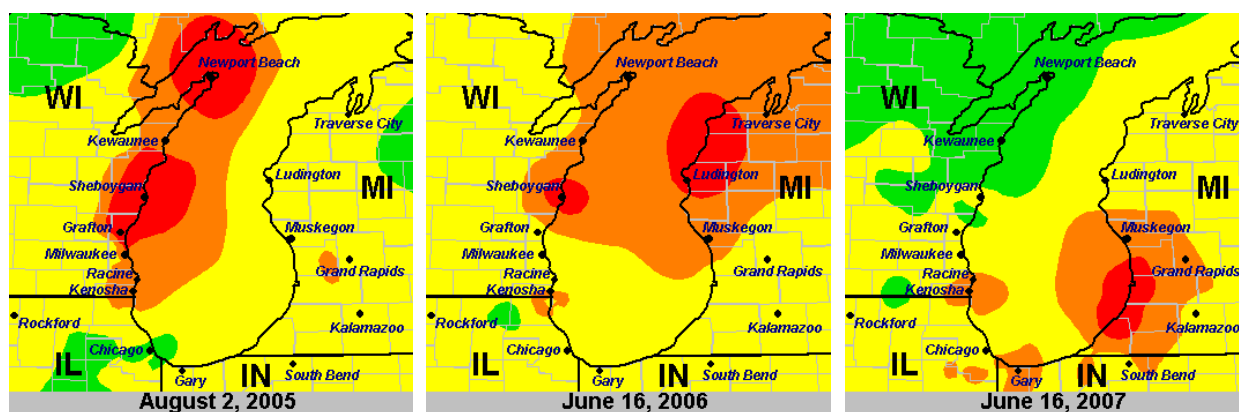 Newport Beach
WI
Traverse City
Kewaunee
Sheboygan
Ludington
MI
Grafton
Muskegon
Milwaukee
Grand Rapids
Racine
Kenosha
Rockford
Kalamazoo
Chicago
IL
Gary
IN
South Bend
August 2, 2005
Newport Beach
WI
Traverse City
Kewaunee
Sheboygan
Ludington
MI
Grafton
Muskegon
Milwaukee
Grand Rapids
Racine
Kenosha
Rockford
Kalamazoo
Chicago
IL
Gary
IN
South Bend
June 16, 2006
Newport Beach
WI
Traverse City
Kewaunee
Sheboygan
Ludington
MI
Grafton
Muskegon
Milwaukee
Grand Rapids
Racine
Kenosha
Rockford
Kalamazoo
Chicago
IL
Gary
IN
South Bend
June 16, 2007